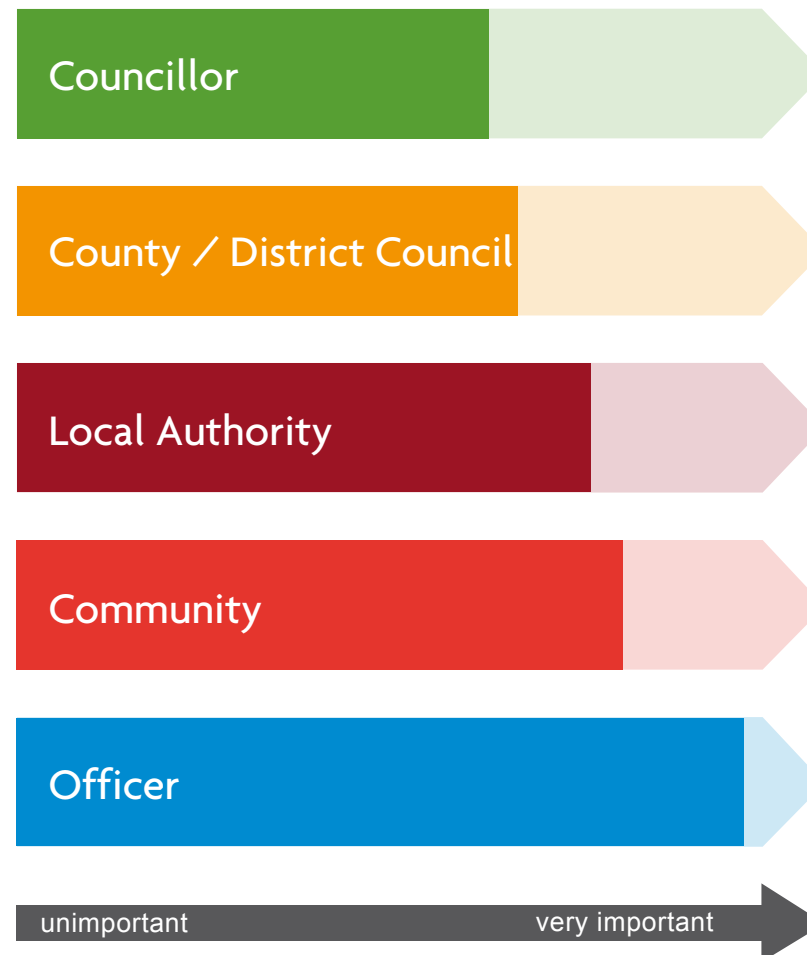 Councillor
County / District Council
Local Authority
Community
Officer
unimportant very important